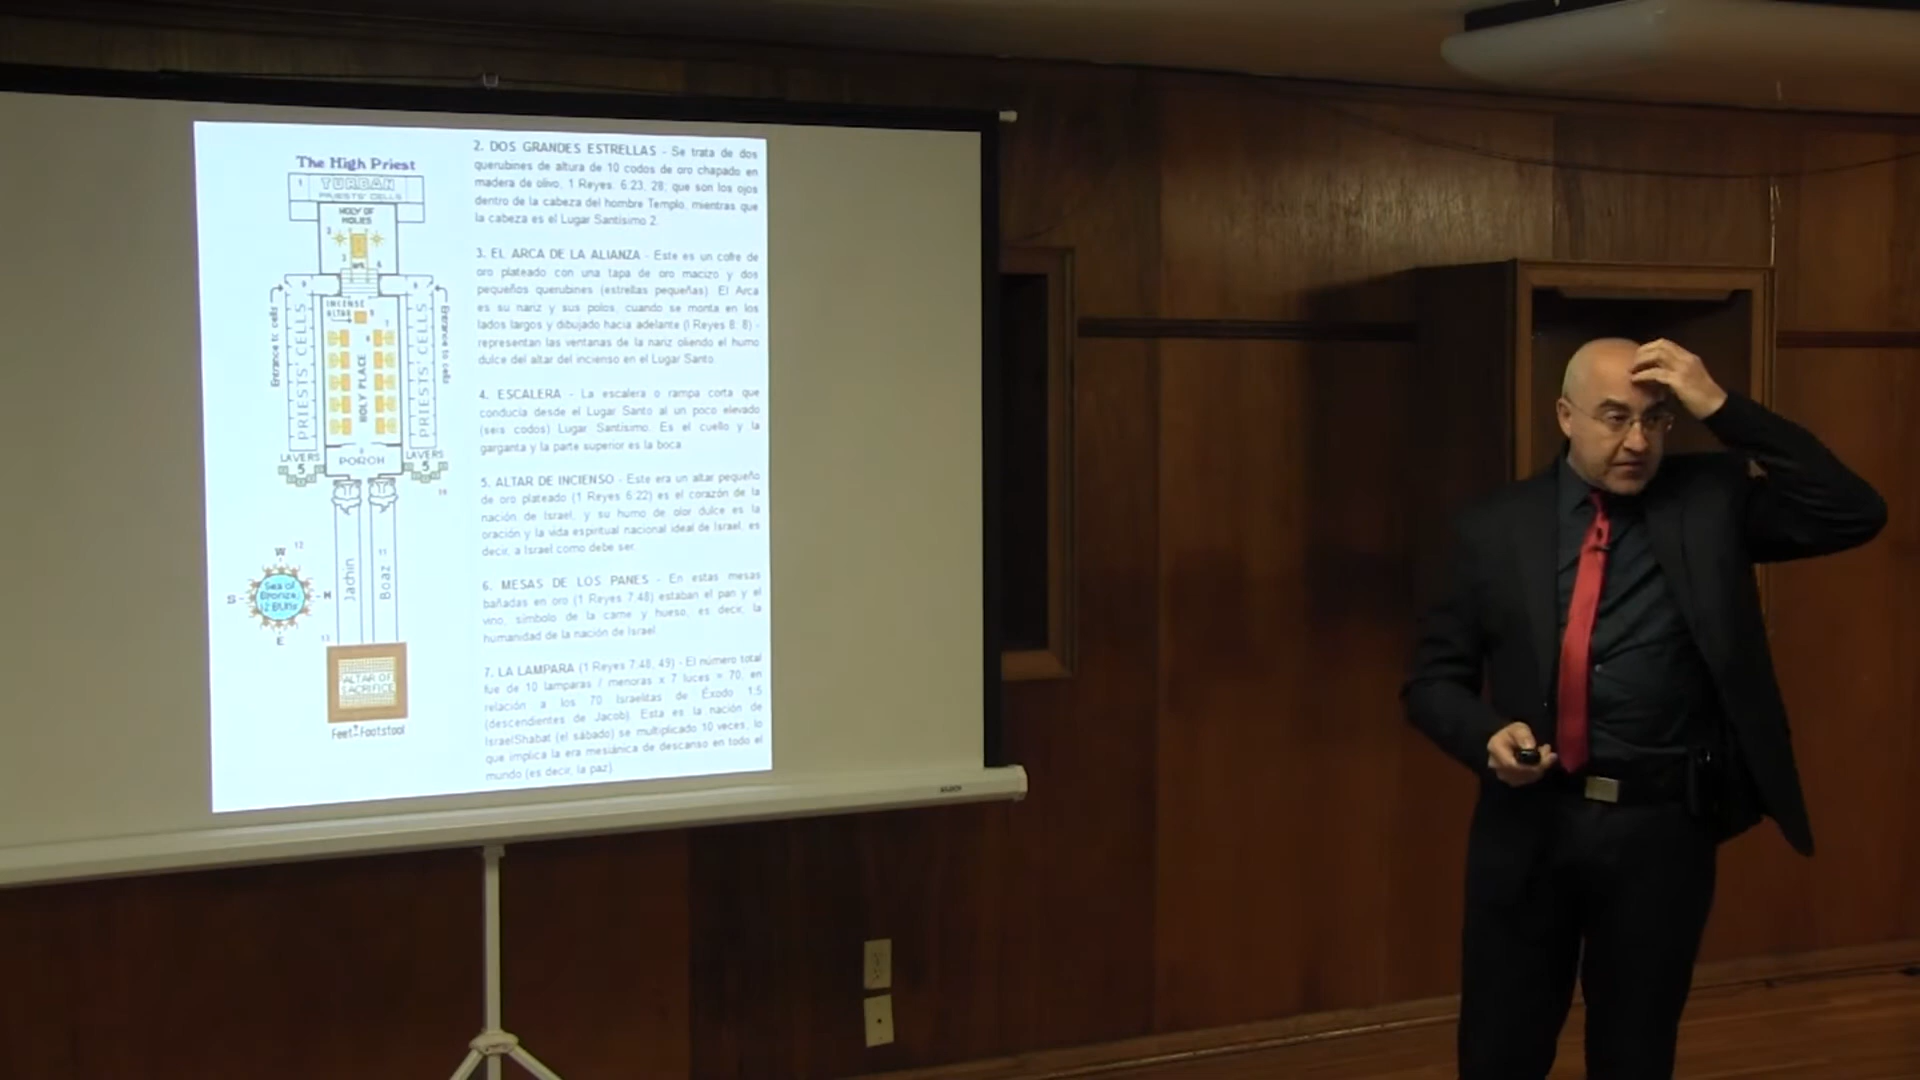 The High Priest
1
TURBAN
PRIESTS' CELLS
HOLY OF
HOLIES
2
3
4
9
8
INCENSE
ALTAR
5
7
6
Entrance to cells
PRIESTS' CELLS
HOLY PLACE
PRIESTS' CELLS
Entrance to cells
LAVERS
5
PORCH
LAVERS
5
14
Jachin
Boaz
11
12
W
S
N
E
Sea of
Bronze,
12 Bulls
13
ALTAR OF
SACRIFICE
Feet = Footstool
2. DOS GRANDES ESTRELLAS - Se trata de dos
querubines de altura de 10 codos de oro chapado en
madera de olivo, 1 Reyes: 6:23, 28; que son los ojos
dentro de la cabeza del hombre Templo, mientras que
la cabeza es el Lugar Santísimo 2.
3. EL ARCA DE LA ALIANZA - Este es un cofre de
oro plateado con una tapa de oro macizo y dos
pequeños querubines (estrellas pequeñas). El Arca
es su nariz y sus polos, cuando se monta en los
lados largos y dibujado hacia adelante (I Reyes 8: 8) -
representan las ventanas de la nariz oliendo el humo
dulce del altar del incienso en el Lugar Santo.
4. ESCALERA - La escalera o rampa corta que
conducía desde el Lugar Santo al un poco elevado
(seis codos) Lugar Santísimo. Es el cuello y la
garganta y la parte superior es la boca.
5. ALTAR DE INCIENSO - Este era un altar pequeño
de oro plateado (1 Reyes 6:22) es el corazón de la
nación de Israel, y su humo de olor dulce es la
oración y la vida espiritual nacional ideal de Israel, es
decir, a Israel como debe ser.
6. MESAS DE LOS PANES - En estas mesas
bañadas en oro (1 Reyes 7:48) estaban el pan y el
vino, símbolo de la carne y hueso, es decir, la
humanidad de la nación de Israel
7. LA LAMPARA (1 Reyes 7:48, 49) - El número total
fue de 10 lamparas / menoras x 7 luces = 70, en
relación a los 70 Israelitas de Éxodo 1:5
(descendientes de Jacob). Esta es la nación de
IsraelShabat (el sábado) se multiplicado 10 veces, lo
que implica la era mesiánica de descanso en todo el
mundo (es decir, la paz).